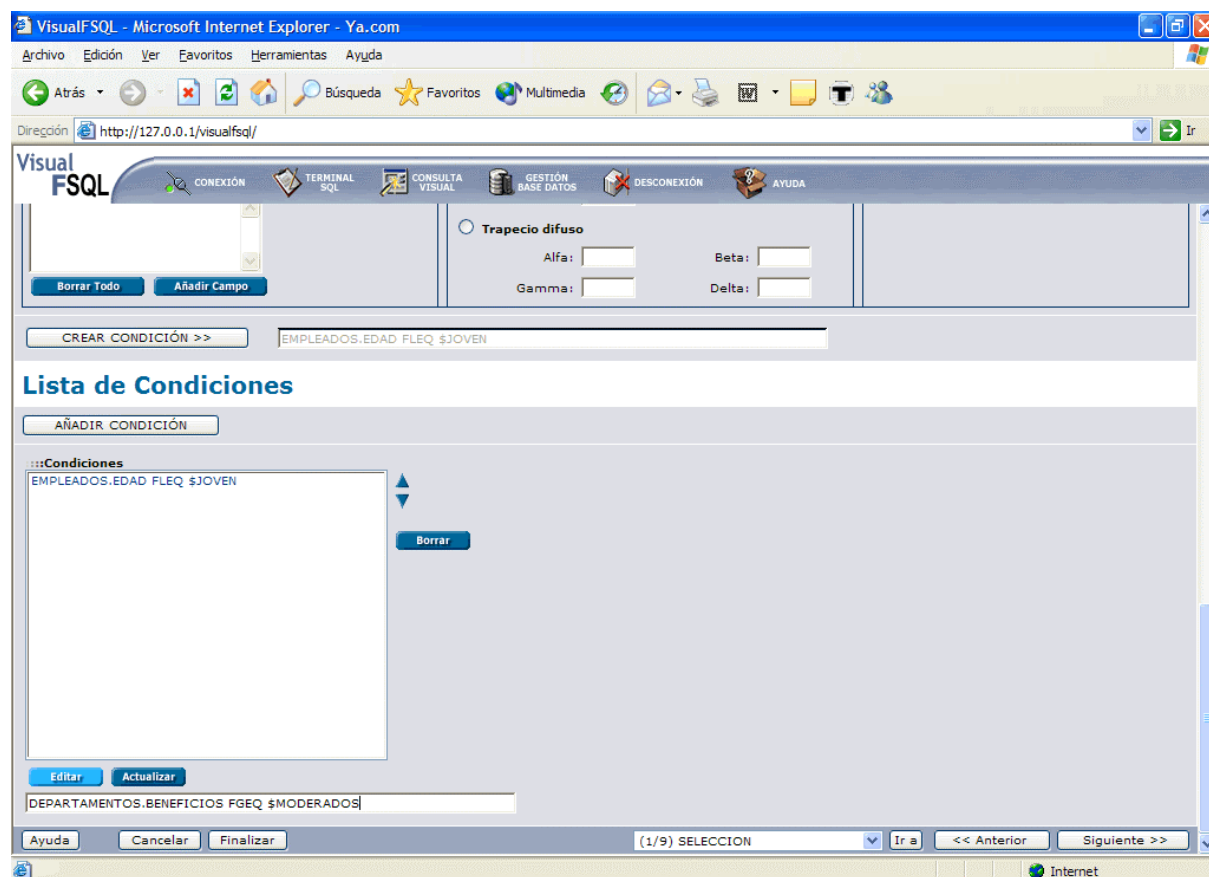 VisualFSQL - Microsoft Internet Explorer - Ya.com
Archivo Edición Ver Favoritos Herramientas Ayuda
Atrás Búsqueda Favoritos Multimedia
Dirección http://127.0.0.1/visualfsql/ Ir
Visual FSQL CONEXIÓN TERMINAL SQL CONSULTA VISUAL GESTIÓN BASE DATOS DESCONEXIÓN AYUDA
Trapecio difuso
Alfa: Beta:
Borrar Todo Añadir Campo Gamma: Delta:
CREAR CONDICIÓN >> EMPLEADOS.EDAD FLEQ $JOVEN
Lista de Condiciones
AÑADIR CONDICIÓN
:::Condiciones
EMPLEADOS.EDAD FLEQ $JOVEN
Borrar
Editar Actualizar
DEPARTAMENTOS.BENEFICIOS FGEQ $MODERADOS
Ayuda Cancelar Finalizar (1/9) SELECCION Ir a << Anterior Siguiente >>
Internet